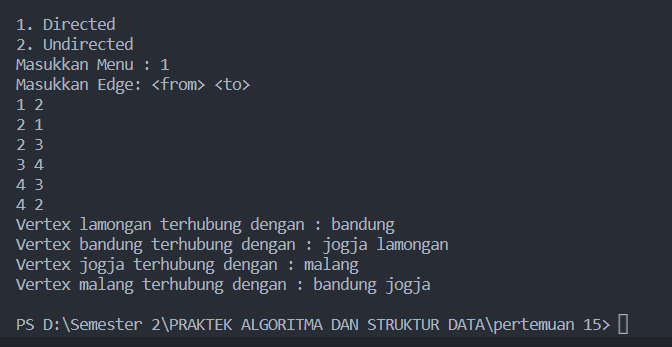 1. Directed
2. Undirected
Masukkan Menu : 1
Masukkan Edge: <from> <to>
1 2
2 1
2 3
3 4
4 3
4 2
Vertex lamongan terhubung dengan : bandung
Vertex bandung terhubung dengan : jogja lamongan
Vertex jogja terhubung dengan : malang
Vertex malang terhubung dengan : bandung jogja
PS D:\Semester 2\PRAKTEK ALGORITMA DAN STRUKTUR DATA\pertemuan 15>